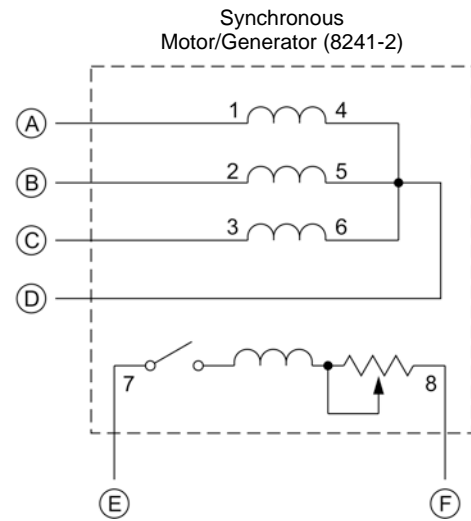 Synchronous
Motor/Generator (8241-2)
A 1 4
B 2 5
C 3 6
D
7 8
E F